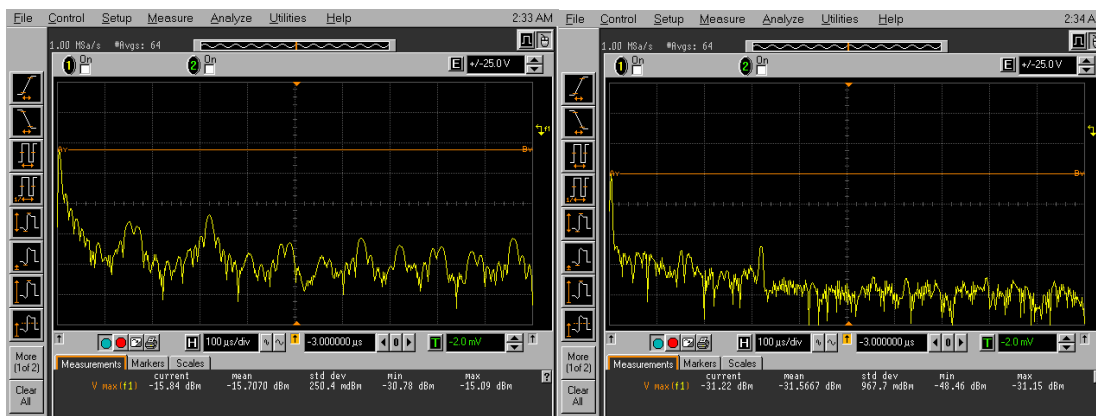 File Control Setup Measure Analyze Utilities Help 2:33 AM
1.00 MSa/s #Avgs: 64
1 On 2 On E +/-25.0 V
f1
H 100 µs/div -3.000000 µs 0 T -2.0 mV
More
(1of 2)
Clear
All
Measurements Markers Scales
current mean std dev min max
V max(f1) -15.84 dBm -15.7070 dBm 250.4 mdBm -30.78 dBm -15.09 dBm
File Control Setup Measure Analyze Utilities Help 2:34 A
1.00 MSa/s #Avgs: 64
1 On 2 On E +/-25.0 V
H 100 µs/div -3.000000 µs 0 T -2.0 mV
More
(1of 2)
Clear
All
Measurements Markers Scales
current mean std dev min max
V max(f1) -31.22 dBm -31.5667 dBm 967.7 mdBm -48.46 dBm -31.15 dBm